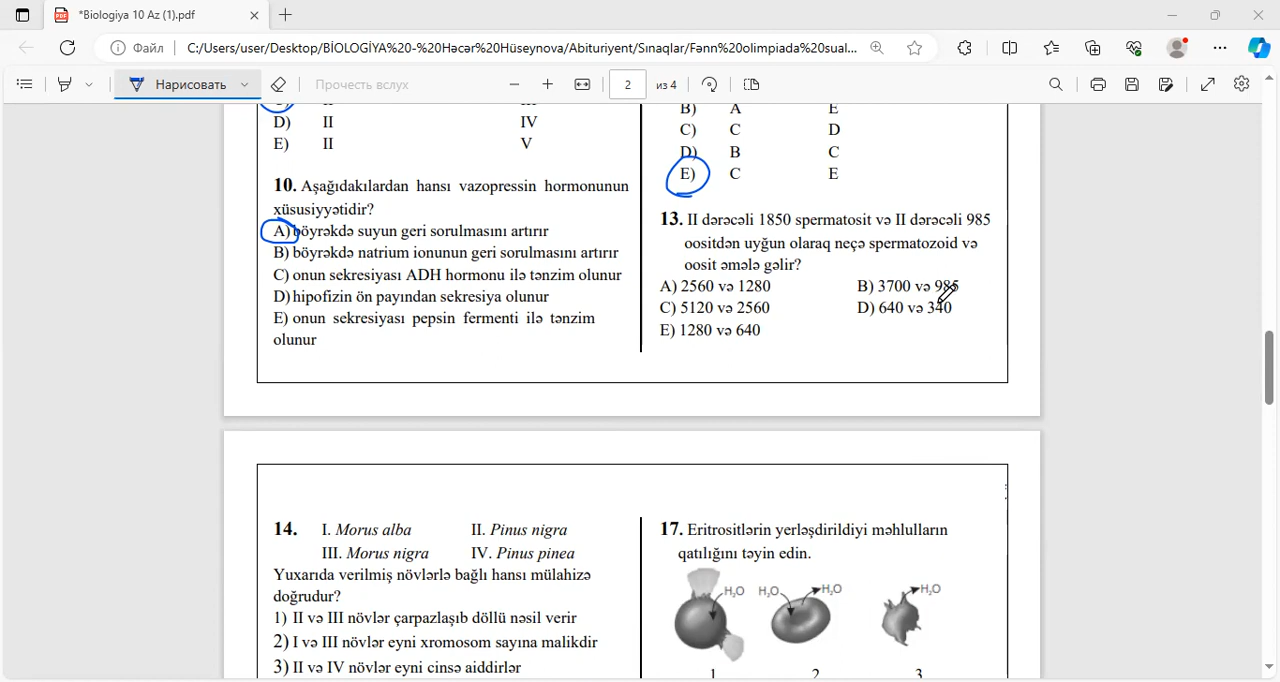 *Biologiya 10 Az (1).pdf
Файл
C:/Users/user/Desktop/BİOLOGİYA%20-%20Həcər%20Hüseynova/Abituriyent/Sınaqlar/Fənn%20olimpiada%20sual...
Нарисовать
Прочесть вслух
2
из 4
D) II IV
E) II V
10. Aşağıdakılardan hansı vazopressin hormonunun
xüsusiyyətidir?
A) böyrəkdə suyun geri sorulmasını artırır
B) böyrəkdə natrium ionunun geri sorulmasını artırır
C) onun sekresiyası ADH hormonu ilə tənzim olunur
D) hipofizin ön payından sekresiya olunur
E) onun sekresiyası pepsin fermenti ilə tənzim
olunur
B) A E
C) C D
D) B C
E) C E
13. II dərəcəli 1850 spermatosit və II dərəcəli 985
oositdən uyğun olaraq neçə spermatozoid və
oosit əmələ gəlir?
A) 2560 və 1280 B) 3700 və 985
C) 5120 və 2560 D) 640 və 340
E) 1280 və 640
14. I. Morus alba II. Pinus nigra
III. Morus nigra IV. Pinus pinea
Yuxarıda verilmiş növlərlə bağlı hansı mülahizə
doğrudur?
1) II və III növlər çarpazlaşıb döllü nəsil verir
2) I və III növlər eyni xromosom sayına malikdir
3) II və IV növlər eyni cinsə aiddirlər
17. Eritrositlərin yerləşdirildiyi məhlulların
qatılığını təyin edin.
H₂O H₂O H₂O H₂O
1 2 3